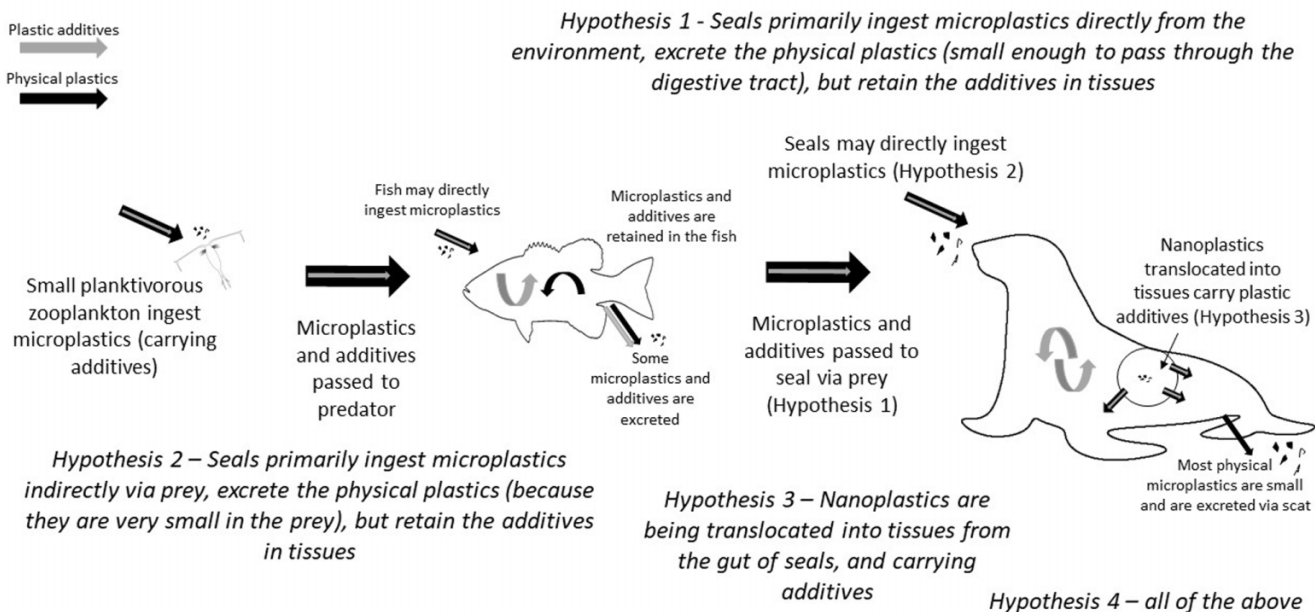 Plastic additives
Physical plastics
Hypothesis 1 - Seals primarily ingest microplastics directly from the
environment, excrete the physical plastics (small enough to pass through the
digestive tract), but retain the additives in tissues
Small planktivorous
zooplankton ingest
microplastics (carrying
additives)
Microplastics
and additives
passed to
predator
Fish may directly
ingest microplastics
Microplastics and
additives are
retained in the fish
Some
microplastics and
additives are
excreted
Seals may directly ingest
microplastics (Hypothesis 2)
Microplastics and
additives passed to
seal via prey
(Hypothesis 1)
Nanoplastics
translocated into
tissues carry plastic
additives (Hypothesis 3)
Most physical
microplastics are small
and are excreted via scat
Hypothesis 2 – Seals primarily ingest microplastics
indirectly via prey, excrete the physical plastics (because
they are very small in the prey), but retain the additives
in tissues
Hypothesis 3 – Nanoplastics are
being translocated into tissues from
the gut of seals, and carrying
additives
Hypothesis 4 – all of the above